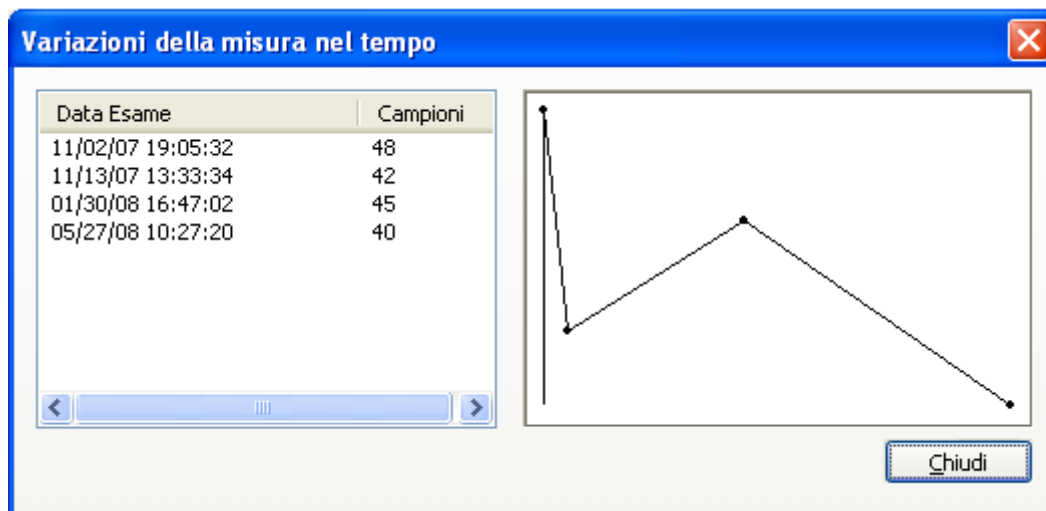 Variazioni della misura nel tempo
Data Esame Campioni
11/02/07 19:05:32 48
11/13/07 13:33:34 42
01/30/08 16:47:02 45
05/27/08 10:27:20 40
Chiudi